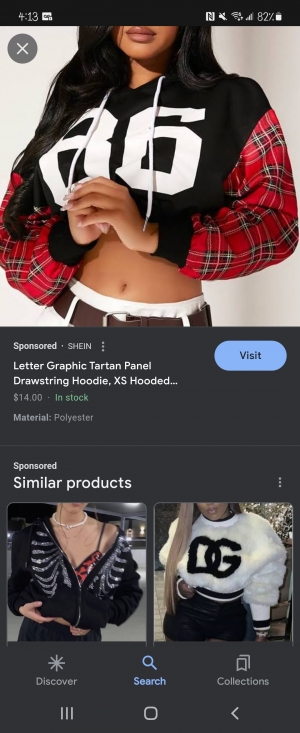 4:13
82%
86
Sponsored · SHEIN
Visit
Letter Graphic Tartan Panel
Drawstring Hoodie, XS Hooded...
$14.00 · In stock
Material: Polyester
Sponsored
Similar products
DG
Discover
Search
Collections